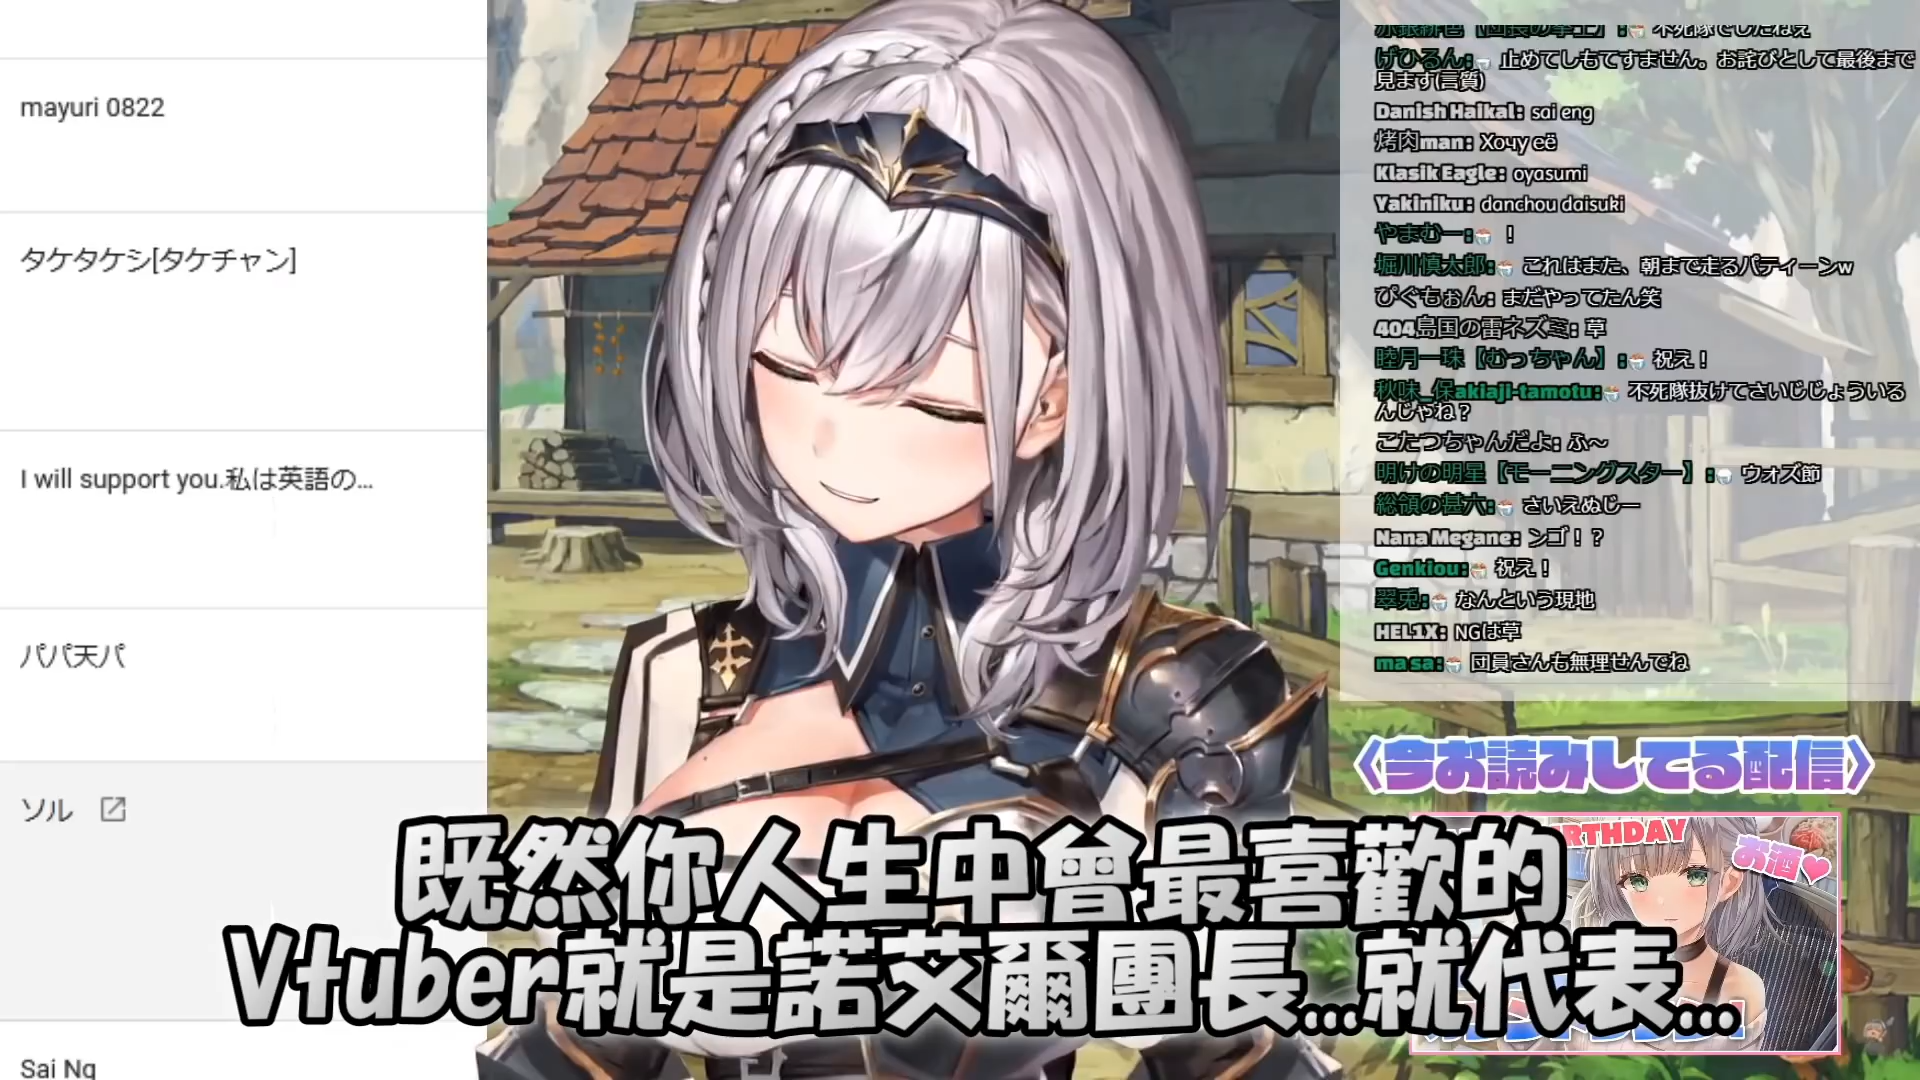 mayuri 0822
タケタケシ[タケチャン]
I will support you.私は英語の...
パパ天パ
ソル
Sai Ng
げひるん: 止めてしもてすません。お詫びとして最後まで
見ます(言質)
Danish Haikal: sai eng
烤肉man: Хочу её
Klasik Eagle: oyasumi
Yakiniku: danchou daisuki
やまむー: ！
堀川慎太郎: これはまた、朝まで走るパティーンw
ぴぐもぉん: まだやってたん笑
404島国の雷ネズミ: 草
睦月一珠【むっちゃん】: 祝え！
秋味_保akiaji-tamotu: 不死隊抜けてさいじじょういる
んじゃね？
こたつちゃんだよ: ふ～
明けの明星【モーニングスター】: ウォズ節
総領の甚六: さいえぬじー
Nana Megane: ンゴ！？
Genkiou: 祝え！
翠兎: なんという現地
HEL1X: NGは草
ma sa: 団員さんも無理せんでね
〈今お読みしてる配信〉
RTHDAY
お酒♥
既然你人生中曾最喜歡的
Vtuber就是諾艾爾團長...就代表...